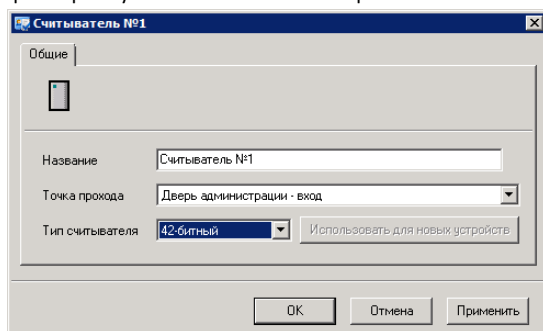 Считыватель №1
Общие
Название
Считыватель №1
Точка прохода
Дверь администрации - вход
Тип считывателя
42-битный
Использовать для новых устройств
OK
Отмена
Применить